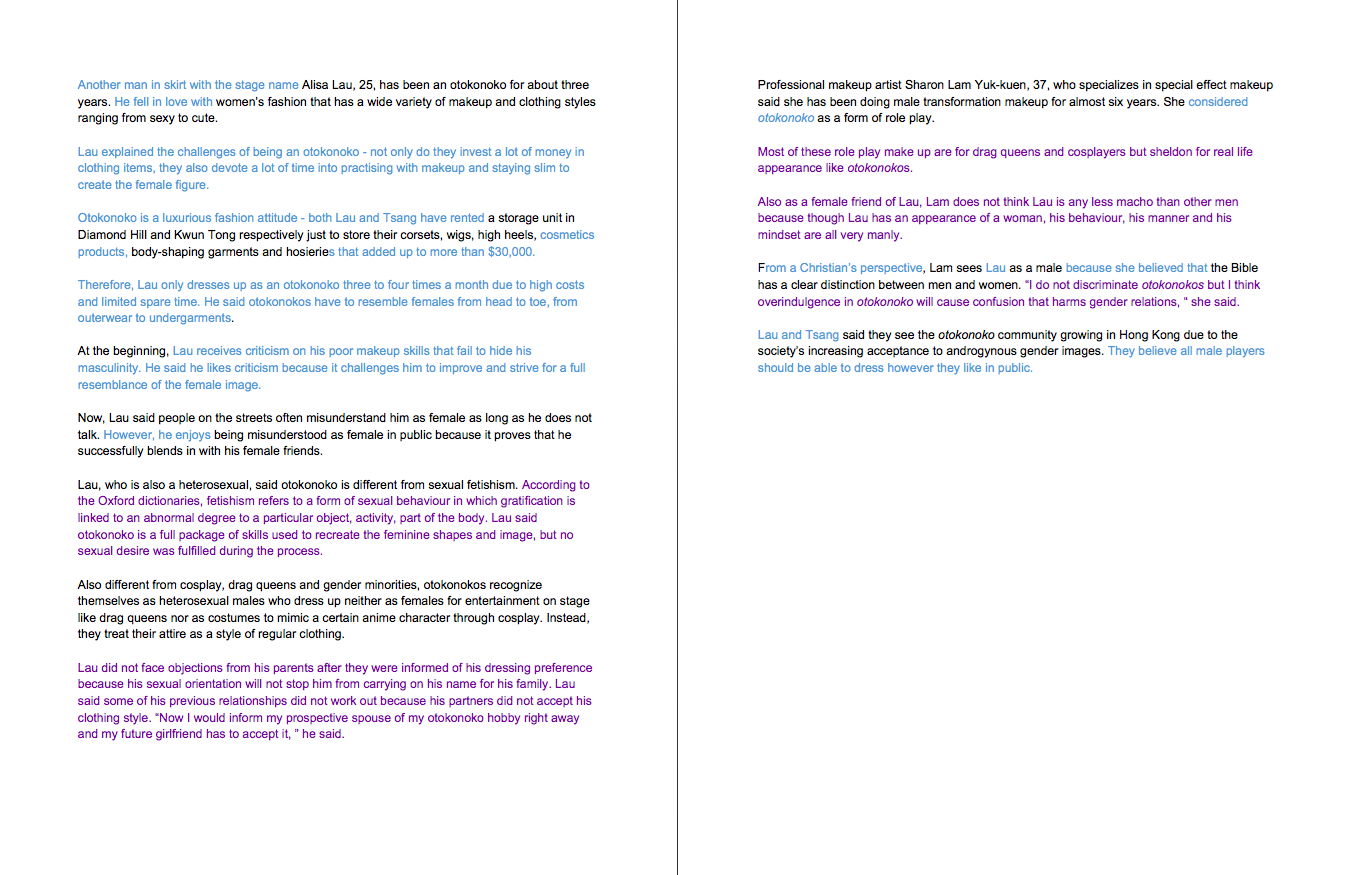 Another man in skirt with the stage name Alisa Lau, 25, has been an otokonoko for about three
years. He fell in love with women's fashion that has a wide variety of makeup and clothing styles
ranging from sexy to cute.
Lau explained the challenges of being an otokonoko - not only do they invest a lot of money in
clothing items, they also devote a lot of time into practising with makeup and staying slim to
create the female figure.
Otokonoko is a luxurious fashion attitude - both Lau and Tsang have rented a storage unit in
Diamond Hill and Kwun Tong respectively just to store their corsets, wigs, high heels, cosmetics
products, body-shaping garments and hosieries that added up to more than $30,000.
Therefore, Lau only dresses up as an otokonoko three to four times a month due to high costs
and limited spare time. He said otokonokos have to resemble females from head to toe, from
outerwear to undergarments.
At the beginning, Lau receives criticism on his poor makeup skills that fail to hide his
masculinity. He said he likes criticism because it challenges him to improve and strive for a full
resemblance of the female image.
Now, Lau said people on the streets often misunderstand him as female as long as he does not
talk. However, he enjoys being misunderstood as female in public because it proves that he
successfully blends in with his female friends.
Lau, who is also a heterosexual, said otokonoko is different from sexual fetishism. According to
the Oxford dictionaries, fetishism refers to a form of sexual behaviour in which gratification is
linked to an abnormal degree to a particular object, activity, part of the body. Lau said
otokonoko is a full package of skills used to recreate the feminine shapes and image, but no
sexual desire was fulfilled during the process.
Also different from cosplay, drag queens and gender minorities, otokonokos recognize
themselves as heterosexual males who dress up neither as females for entertainment on stage
like drag queens nor as costumes to mimic a certain anime character through cosplay. Instead,
they treat their attire as a style of regular clothing.
Lau did not face objections from his parents after they were informed of his dressing preference
because his sexual orientation will not stop him from carrying on his name for his family. Lau
said some of his previous relationships did not work out because his partners did not accept his
clothing style. “Now I would inform my prospective spouse of my otokonoko hobby right away
and my future girlfriend has to accept it, ” he said.
Professional makeup artist Sharon Lam Yuk-kuen, 37, who specializes in special effect makeup
said she has been doing male transformation makeup for almost six years. She considered
otokonoko as a form of role play.
Most of these role play make up are for drag queens and cosplayers but sheldon for real life
appearance like otokonokos.
Also as a female friend of Lau, Lam does not think Lau is any less macho than other men
because though Lau has an appearance of a woman, his behaviour, his manner and his
mindset are all very manly.
From a Christian's perspective, Lam sees Lau as a male because she believed that the Bible
has a clear distinction between men and women. “I do not discriminate otokonokos but I think
overindulgence in otokonoko will cause confusion that harms gender relations, “ she said.
Lau and Tsang said they see the otokonoko community growing in Hong Kong due to the
society's increasing acceptance to androgynous gender images. They believe all male players
should be able to dress however they like in public.